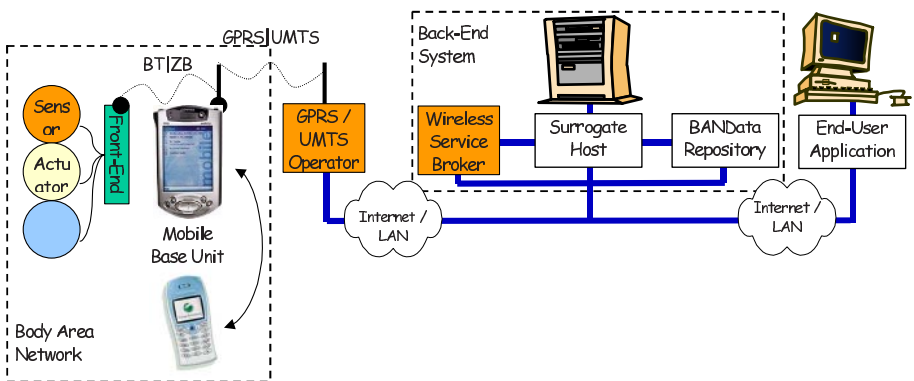 GPRS|UMTS
BT|ZB
Sens
or
Actu
ator
Front-End
Mobile
Base Unit
Body Area
Network
GPRS /
UMTS
Operator
Internet /
LAN
Back-End
System
Wireless
Service
Broker
Surrogate
Host
BANData
Repository
End-User
Application
Internet /
LAN